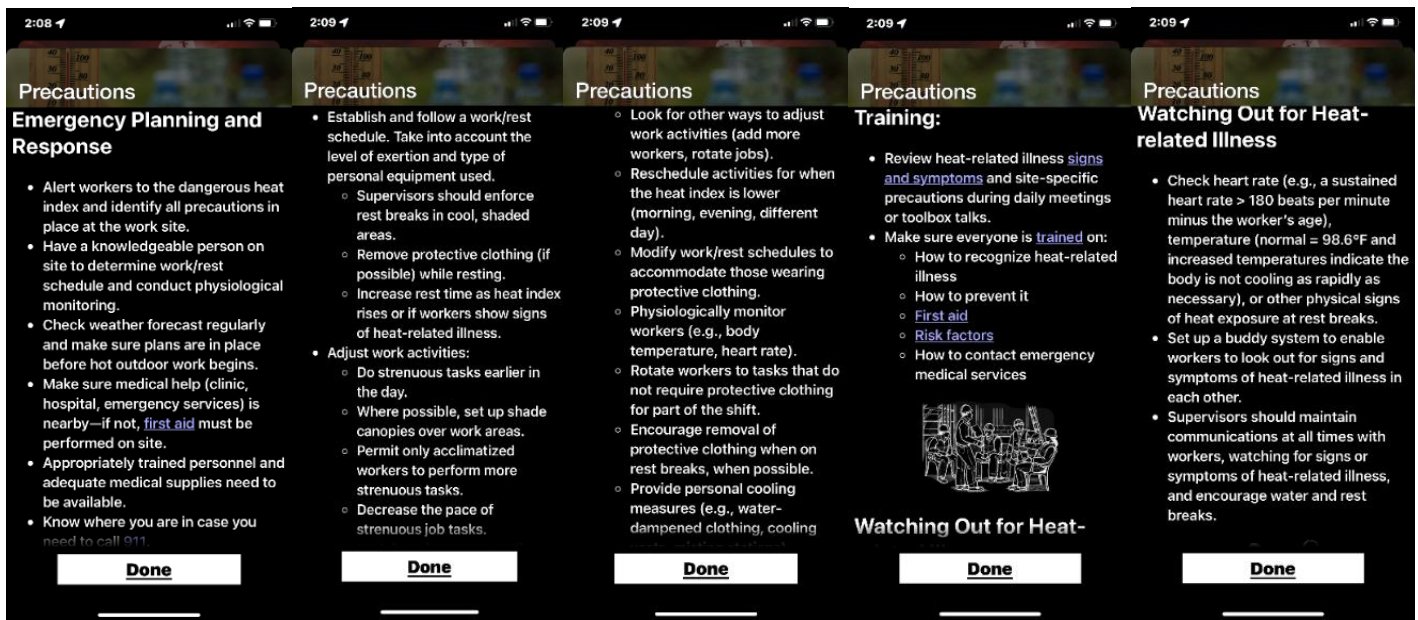 2:08
Precautions
Emergency Planning and
Response
• Alert workers to the dangerous heat
index and identify all precautions in
place at the work site.
• Have a knowledgeable person on
site to determine work/rest
schedule and conduct physiological
monitoring.
• Check weather forecast regularly
and make sure plans are in place
before hot outdoor work begins.
• Make sure medical help (clinic,
hospital, emergency services) is
nearby—if not, first aid must be
performed on site.
• Appropriately trained personnel and
adequate medical supplies need to
be available.
• Know where you are in case you
need to call 911.
Done
2:09
Precautions
• Establish and follow a work/rest
schedule. Take into account the
level of exertion and type of
personal equipment used.
◦ Supervisors should enforce
rest breaks in cool, shaded
areas.
◦ Remove protective clothing (if
possible) while resting.
◦ Increase rest time as heat index
rises or if workers show signs
of heat-related illness.
• Adjust work activities:
◦ Do strenuous tasks earlier in
the day.
◦ Where possible, set up shade
canopies over work areas.
◦ Permit only acclimatized
workers to perform more
strenuous tasks.
◦ Decrease the pace of
strenuous job tasks.
Done
2:09
Precautions
◦ Look for other ways to adjust
work activities (add more
workers, rotate jobs).
◦ Reschedule activities for when
the heat index is lower
(morning, evening, different
day).
◦ Modify work/rest schedules to
accommodate those wearing
protective clothing.
◦ Physiologically monitor
workers (e.g., body
temperature, heart rate).
◦ Rotate workers to tasks that do
not require protective clothing
for part of the shift.
◦ Encourage removal of
protective clothing when on
rest breaks, when possible.
◦ Provide personal cooling
measures (e.g., water-
dampened clothing, cooling
Done
2:09
Precautions
Training:
• Review heat-related illness signs
and symptoms and site-specific
precautions during daily meetings
or toolbox talks.
• Make sure everyone is trained on:
◦ How to recognize heat-related
illness
◦ How to prevent it
◦ First aid
◦ Risk factors
◦ How to contact emergency
medical services
Watching Out for Heat-
Done
2:09
Precautions
Watching Out for Heat-
related Illness
• Check heart rate (e.g., a sustained
heart rate > 180 beats per minute
minus the worker's age),
temperature (normal = 98.6°F and
increased temperatures indicate the
body is not cooling as rapidly as
necessary), or other physical signs
of heat exposure at rest breaks.
• Set up a buddy system to enable
workers to look out for signs and
symptoms of heat-related illness in
each other.
• Supervisors should maintain
communications at all times with
workers, watching for signs or
symptoms of heat-related illness,
and encourage water and rest
breaks.
Done